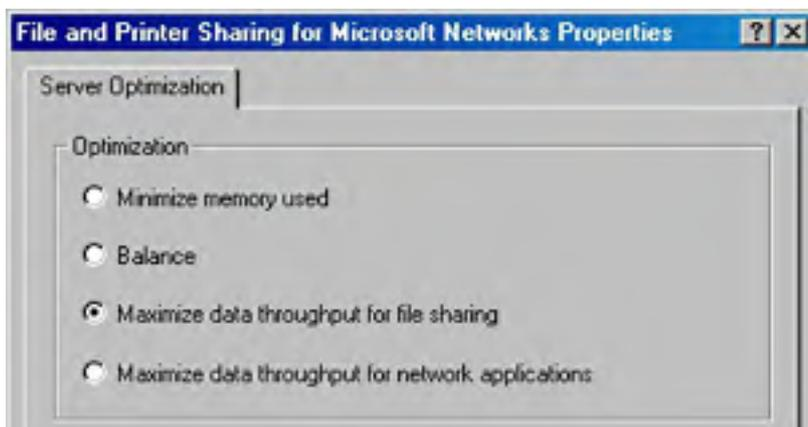 File and Printer Sharing for Microsoft Networks Properties
Server Optimization
Optimization
Minimize memory used
Balance
Maximize data throughput for file sharing
Maximize data throughput for network applications